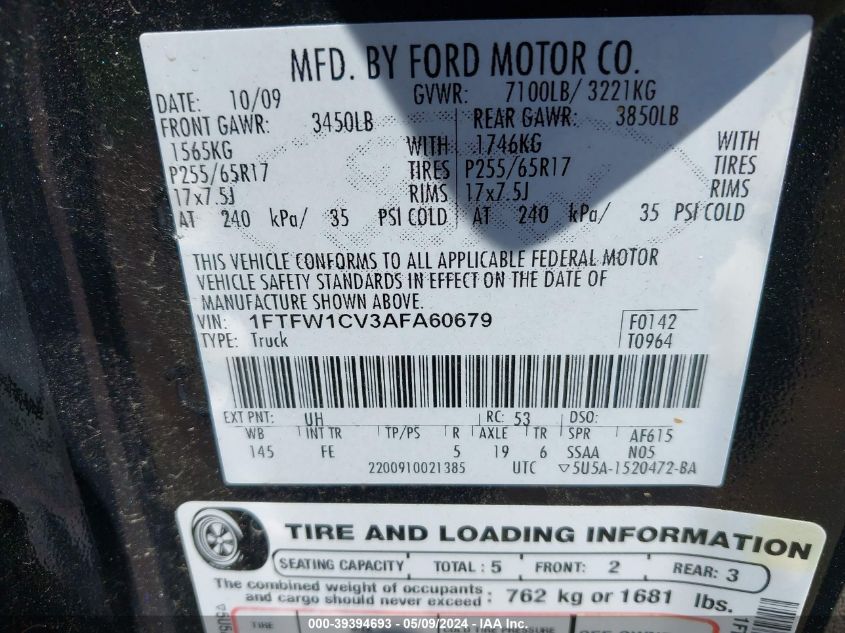 MFD. BY FORD MOTOR CO.
DATE: 10/09 GVWR: 7100LB/ 3221KG
FRONT GAWR: 3450LB REAR GAWR: 3850LB
1565KG WITH 1746KG WITH
P255/65R17 TIRES P255/65R17 TIRES
17x7.5J RIMS 17x7.5J RIMS
AT 240 kPa/ 35 PSI COLD AT 240 kPa/ 35 PSI COLD
THIS VEHICLE CONFORMS TO ALL APPLICABLE FEDERAL MOTOR
VEHICLE SAFETY STANDARDS IN EFFECT ON THE DATE OF
MANUFACTURE SHOWN ABOVE.
VIN: 1FTFW1CV3AFA60679 F0142
TYPE: Truck T0964
EXT PNT: UH RC: 53 DSO:
WB INT TR TP/PS R AXLE TR SPR AF615
145 FE 5 19 6 SSAA N05
2200910021385 UTC ▽5U5A-1520472-BA
TIRE AND LOADING INFORMATION
SEATING CAPACITY TOTAL : 5 FRONT: 2 REAR: 3
The combined weight of occupants
and cargo should never exceed : 762 kg or 1681 lbs.
TIRE
000-39394693 - 05/09/2024 - IAAI.COM